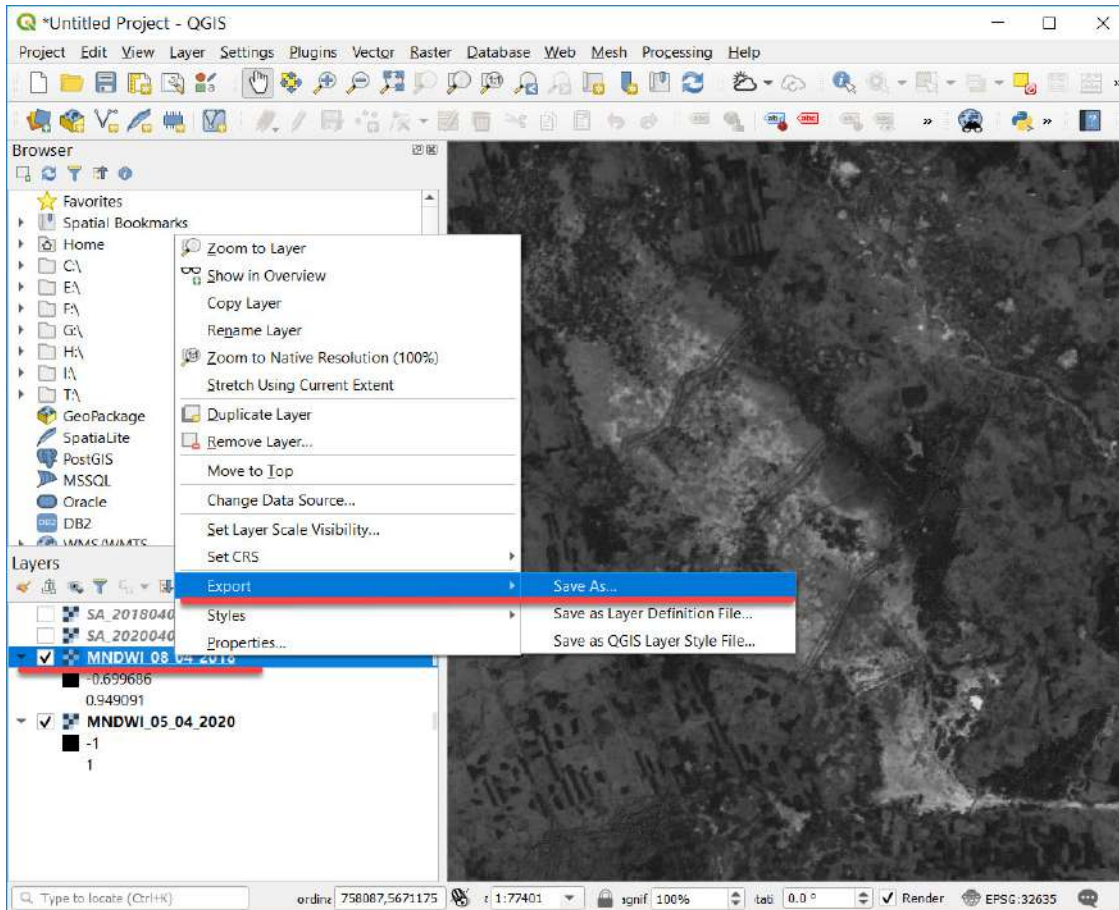 *Untitled Project - QGIS
Project Edit View Layer Settings Plugins Vector Raster Database Web Mesh Processing Help
Browser
Favorites
Spatial Bookmarks
Home
C:\
E:\
F:\
G:\
H:\
I:\
T:\
GeoPackage
SpatiaLite
PostGIS
MSSQL
Oracle
DB2
WMS/WMTS
Zoom to Layer
Show in Overview
Copy Layer
Rename Layer
Zoom to Native Resolution (100%)
Stretch Using Current Extent
Duplicate Layer
Remove Layer...
Move to Top
Change Data Source...
Set Layer Scale Visibility...
Set CRS
Export
Styles
Properties...
Save As...
Save as Layer Definition File...
Save as QGIS Layer Style File...
Layers
SA_2018040
SA_2020040
MNDWI_08_04_2018
-0.699686
0.949091
MNDWI_05_04_2020
-1
1
Type to locate (Ctrl+K) ordina 758087,5671175 1:77401 agnif 100% tati 0.0 ° Render EPSG:32635